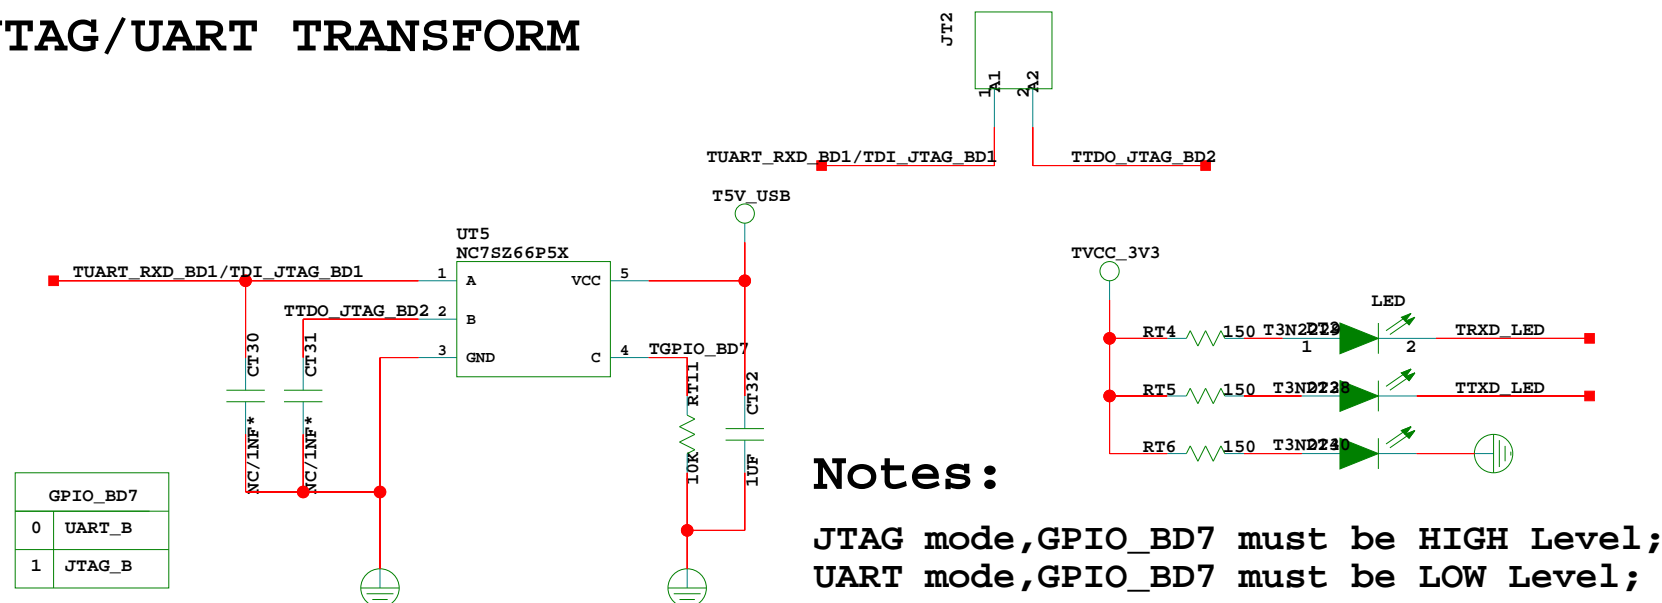 JTAG/UART TRANSFORM
JT2
1 A1
2 A2
TUART_RXD_BD1/TDI_JTAG_BD1
TTDO_JTAG_BD2
T5V_USB
UT5
NC7SZ66P5X
TUART_RXD_BD1/TDI_JTAG_BD1 1 A
VCC 5
TTDO_JTAG_BD2 2 B
3 GND
C 4 TGPIO_BD7
CT30
NC/1NF*
CT31
NC/1NF*
RT11
10K
CT32
1UF
TVCC_3V3
LED
RT4 150 1 2 TRXD_LED
RT5 150 TTXD_LED
RT6 150
GPIO_BD7
0 UART_B
1 JTAG_B
Notes:
JTAG mode,GPIO_BD7 must be HIGH Level;
UART mode,GPIO_BD7 must be LOW Level;